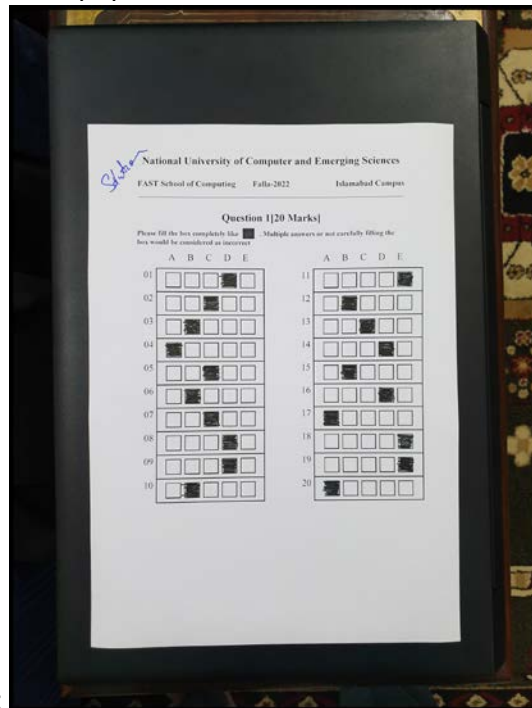 Solution
National University of Computer and Emerging Sciences
FAST School of Computing Falla-2022 Islamabad Campus
Question 1[20 Marks]
Please fill the box completely like . Multiple answers or not carefully filling the
box would be considered as incorrect
A B C D E
01
02
03
04
05
06
07
08
09
10
A B C D E
11
12
13
14
15
16
17
18
19
20